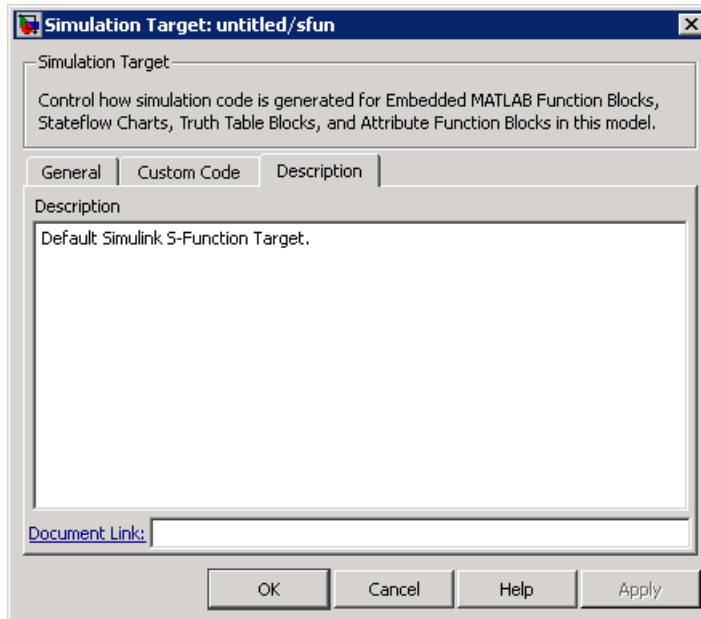 Simulation Target: untitled/sfun
Simulation Target
Control how simulation code is generated for Embedded MATLAB Function Blocks,
Stateflow Charts, Truth Table Blocks, and Attribute Function Blocks in this model.
General Custom Code Description
Description
Default Simulink S-Function Target.
Document Link:
OK Cancel Help Apply